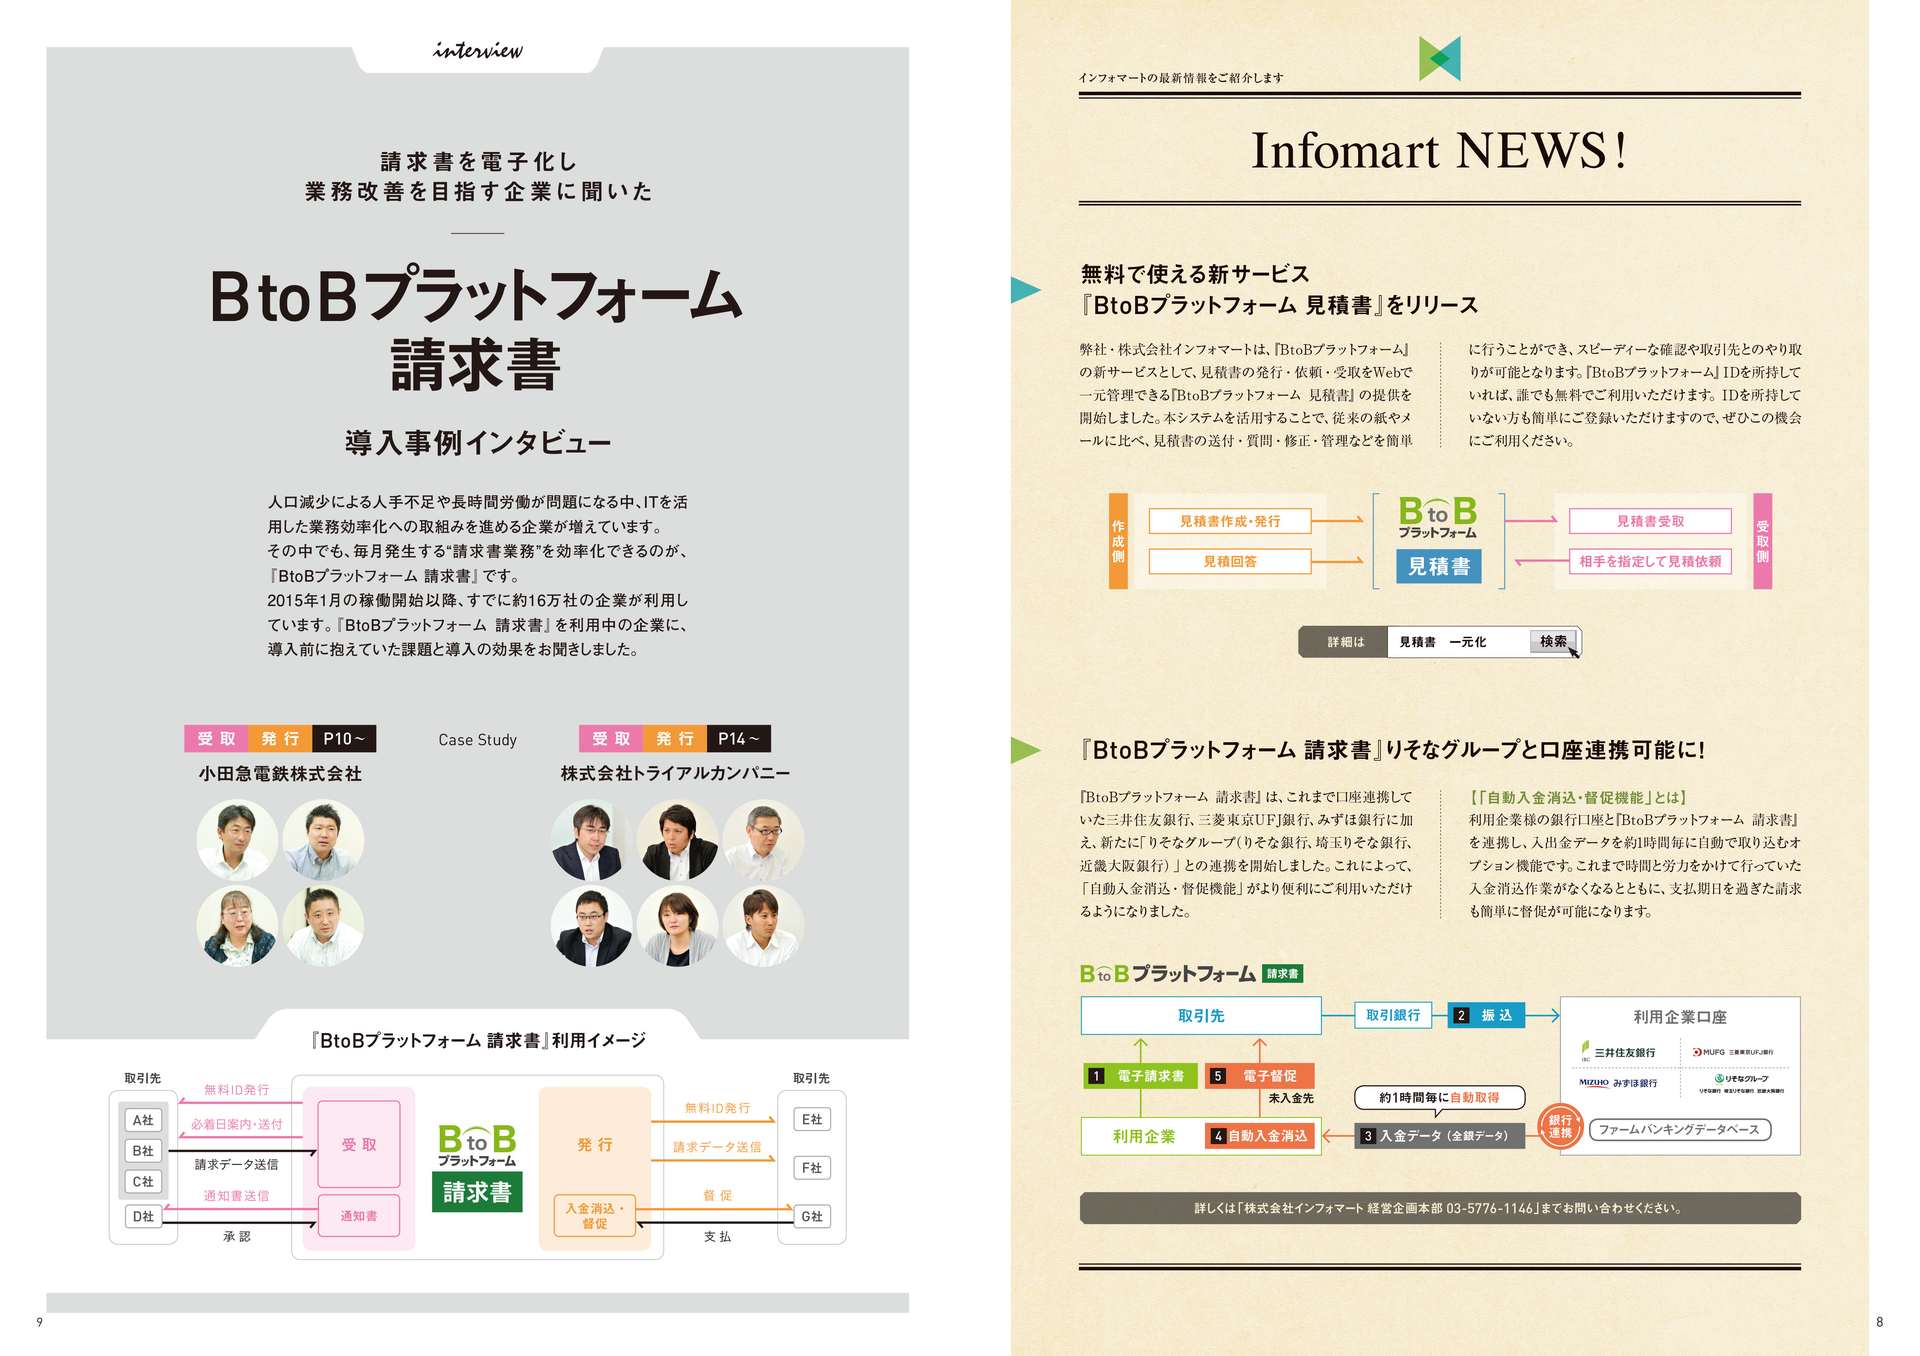 interview
請求書を電子化し
業務改善を目指す企業に聞いた
BtoBプラットフォーム
請求書
導入事例インタビュー
人口減少による人手不足や長時間労働が問題になる中、ITを活
用した業務効率化への取組みを進める企業が増えています。
その中でも、毎月発生する“請求書業務”を効率化できるのが、
『BtoBプラットフォーム 請求書』です。
2015年1月の稼働開始以降、すでに約16万社の企業が利用し
ています。『BtoBプラットフォーム 請求書』を利用中の企業に、
導入前に抱えていた課題と導入の効果をお聞きしました。
受取 発行 P10～
小田急電鉄株式会社
Case Study
受取 発行 P14～
株式会社トライアルカンパニー
『BtoBプラットフォーム 請求書』利用イメージ
取引先
A社
B社
C社
D社
無料ID発行
必着日案内・送付
請求データ送信
通知書送信
承認
受取
通知書
BtoB
プラットフォーム
請求書
発行
入金消込・
督促
無料ID発行
請求データ送信
督促
支払
取引先
E社
F社
G社
9
インフォマートの最新情報をご紹介します
Infomart NEWS!
無料で使える新サービス
『BtoBプラットフォーム 見積書』をリリース
弊社・株式会社インフォマートは、『BtoBプラットフォーム』
の新サービスとして、見積書の発行・依頼・受取をWebで
一元管理できる『BtoBプラットフォーム 見積書』の提供を
開始しました。本システムを活用することで、従来の紙やメ
ールに比べ、見積書の送付・質問・修正・管理などを簡単
に行うことができ、スピーディーな確認や取引先とのやり取
りが可能となります。『BtoBプラットフォーム』IDを所持して
いれば、誰でも無料でご利用いただけます。IDを所持して
いない方も簡単にご登録いただけますので、ぜひこの機会
にご利用ください。
作成側
見積書作成・発行
見積回答
BtoB
プラットフォーム
見積書
見積書受取
相手を指定して見積依頼
受取側
詳細は 見積書 一元化 検索
『BtoBプラットフォーム 請求書』りそなグループと口座連携可能に!
『BtoBプラットフォーム 請求書』は、これまで口座連携して
いた三井住友銀行、三菱東京UFJ銀行、みずほ銀行に加
え、新たに「りそなグループ（りそな銀行、埼玉りそな銀行、
近畿大阪銀行）」との連携を開始しました。これによって、
「自動入金消込・督促機能」がより便利にご利用いただけ
るようになりました。
【「自動入金消込・督促機能」とは】
利用企業様の銀行口座と『BtoBプラットフォーム 請求書』
を連携し、入出金データを約1時間毎に自動で取り込むオ
プション機能です。これまで時間と労力をかけて行っていた
入金消込作業がなくなるとともに、支払期日を過ぎた請求
も簡単に督促が可能になります。
BtoBプラットフォーム 請求書
取引先
取引銀行
2 振込
利用企業口座
三井住友銀行
MUFG 三菱東京UFJ銀行
MIZUHO みずほ銀行
りそなグループ
りそな銀行 埼玉りそな銀行 近畿大阪銀行
1 電子請求書
5 電子督促
未入金先
約1時間毎に自動取得
利用企業
4 自動入金消込
3 入金データ（全銀データ）
銀行
連携
ファームバンキングデータベース
詳しくは「株式会社インフォマート 経営企画本部 03-5776-1146」までお問い合わせください。
8